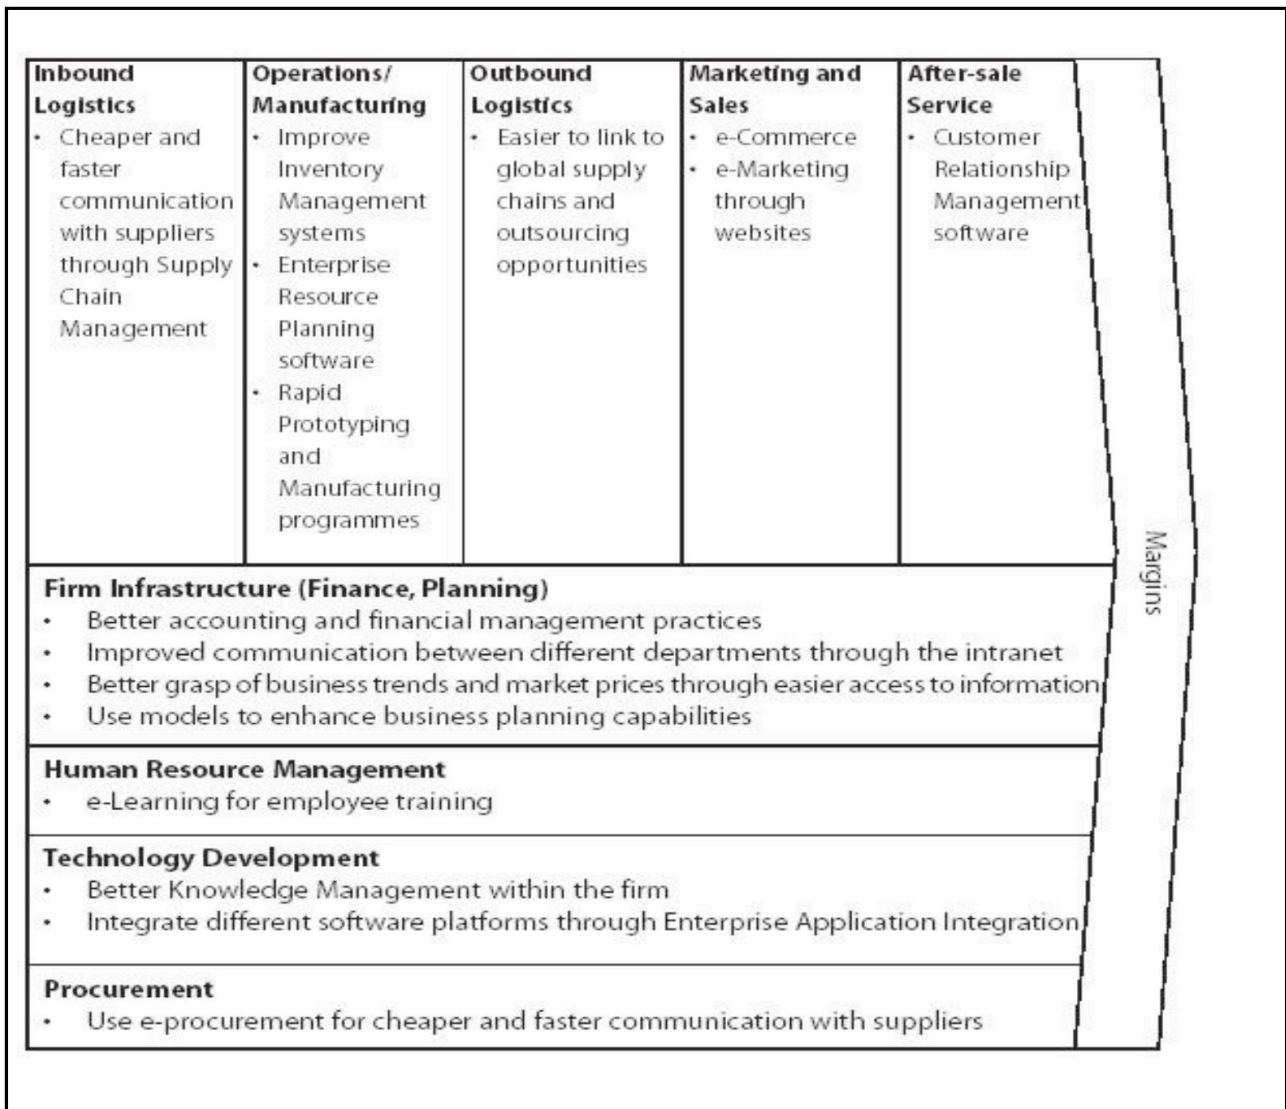 Inbound
Logistics
• Cheaper and
faster
communication
with suppliers
through Supply
Chain
Management
Operations/
Manufacturing
• Improve
Inventory
Management
systems
• Enterprise
Resource
Planning
software
• Rapid
Prototyping
and
Manufacturing
programmes
Outbound
Logistics
• Easier to link to
global supply
chains and
outsourcing
opportunities
Marketing and
Sales
• e-Commerce
• e-Marketing
through
websites
After-sale
Service
• Customer
Relationship
Management
software
Margins
Firm Infrastructure (Finance, Planning)
• Better accounting and financial management practices
• Improved communication between different departments through the intranet
• Better grasp of business trends and market prices through easier access to information
• Use models to enhance business planning capabilities
Human Resource Management
• e-Learning for employee training
Technology Development
• Better Knowledge Management within the firm
• Integrate different software platforms through Enterprise Application Integration
Procurement
• Use e-procurement for cheaper and faster communication with suppliers